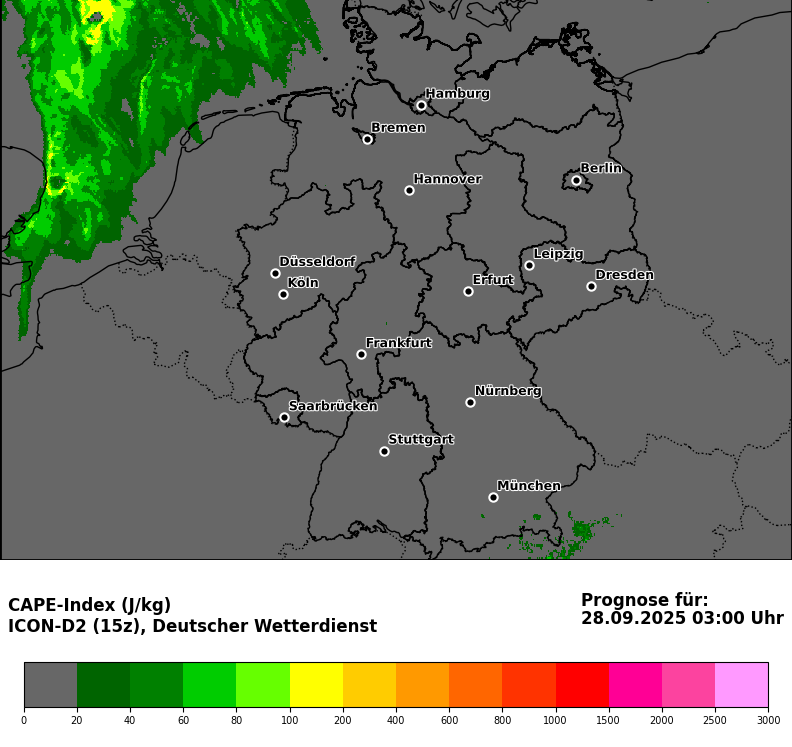 Hamburg
Bremen
Berlin
Hannover
Leipzig
Düsseldorf
Dresden
Köln
Erfurt
Frankfurt
Nürnberg
Saarbrücken
Stuttgart
München
CAPE-Index (J/kg)
ICON-D2 (15z), Deutscher Wetterdienst
Prognose für:
28.09.2025 03:00 Uhr
0 20 40 60 80 100 200 400 600 800 1000 1500 2000 2500 3000